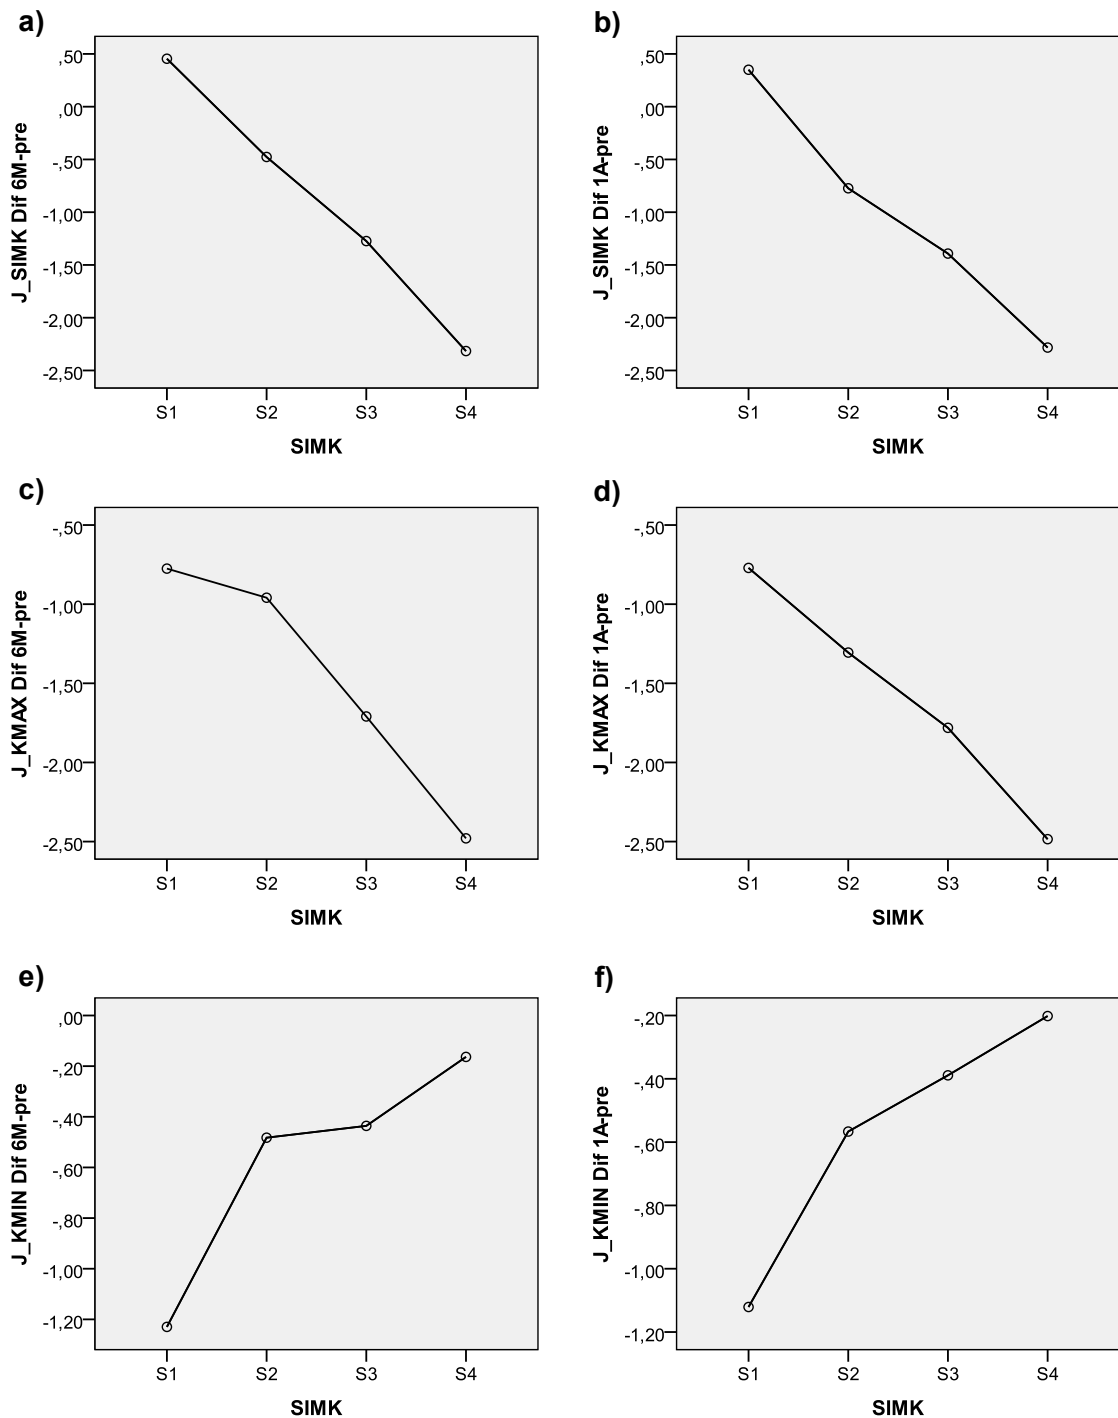 a)
J_SIMK Dif 6M-pre
,50
,00
-,50
-1,00
-1,50
-2,00
-2,50
S1 S2 S3 S4
SIMK
b)
J_SIMK Dif 1A-pre
,50
,00
-,50
-1,00
-1,50
-2,00
-2,50
S1 S2 S3 S4
SIMK
c)
J_KMAX Dif 6M-pre
-,50
-1,00
-1,50
-2,00
-2,50
S1 S2 S3 S4
SIMK
d)
J_KMAX Dif 1A-pre
-,50
-1,00
-1,50
-2,00
-2,50
S1 S2 S3 S4
SIMK
e)
J_KMIN Dif 6M-pre
,00
-,20
-,40
-,60
-,80
-1,00
-1,20
S1 S2 S3 S4
SIMK
f)
J_KMIN Dif 1A-pre
-,20
-,40
-,60
-,80
-1,00
-1,20
S1 S2 S3 S4
SIMK